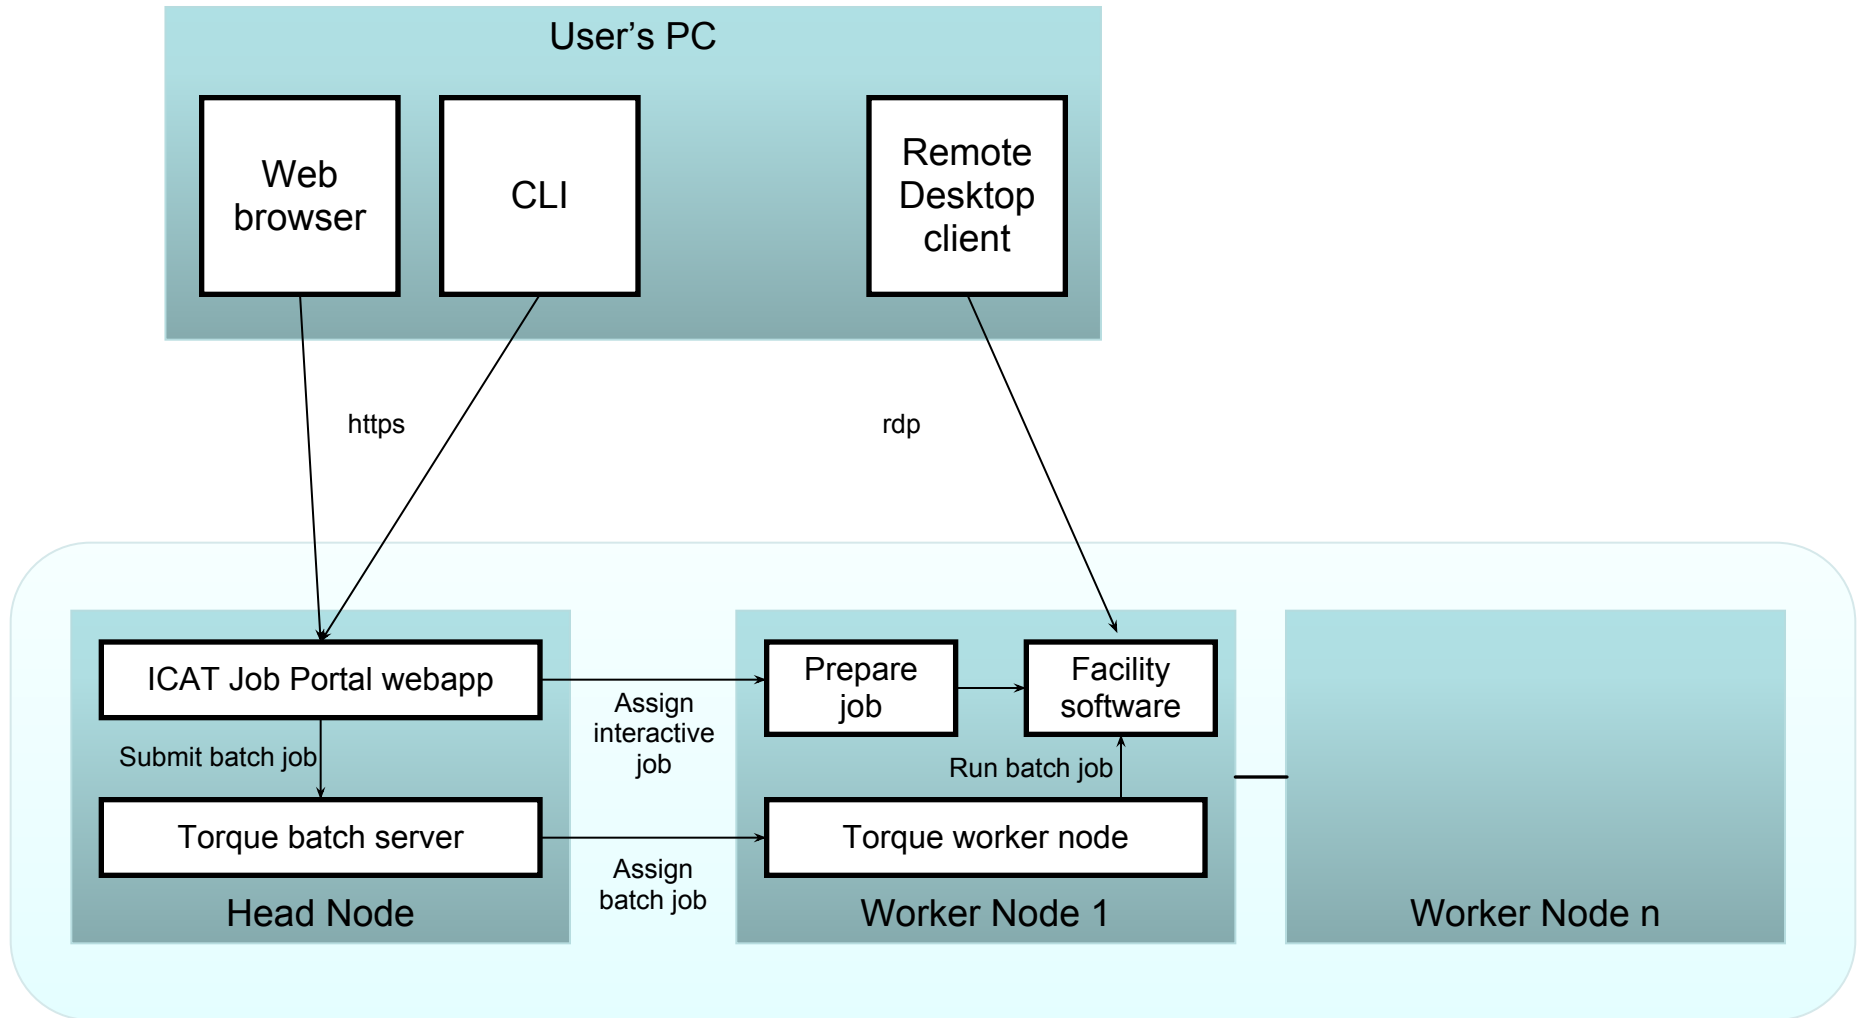 User’s PC
Web
browser
CLI
Remote
Desktop
client
https
rdp
ICAT Job Portal webapp
Assign
interactive
job
Prepare
job
Facility
software
Submit batch job
Run batch job
Torque batch server
Assign
batch job
Torque worker node
Head Node
Worker Node 1
Worker Node n